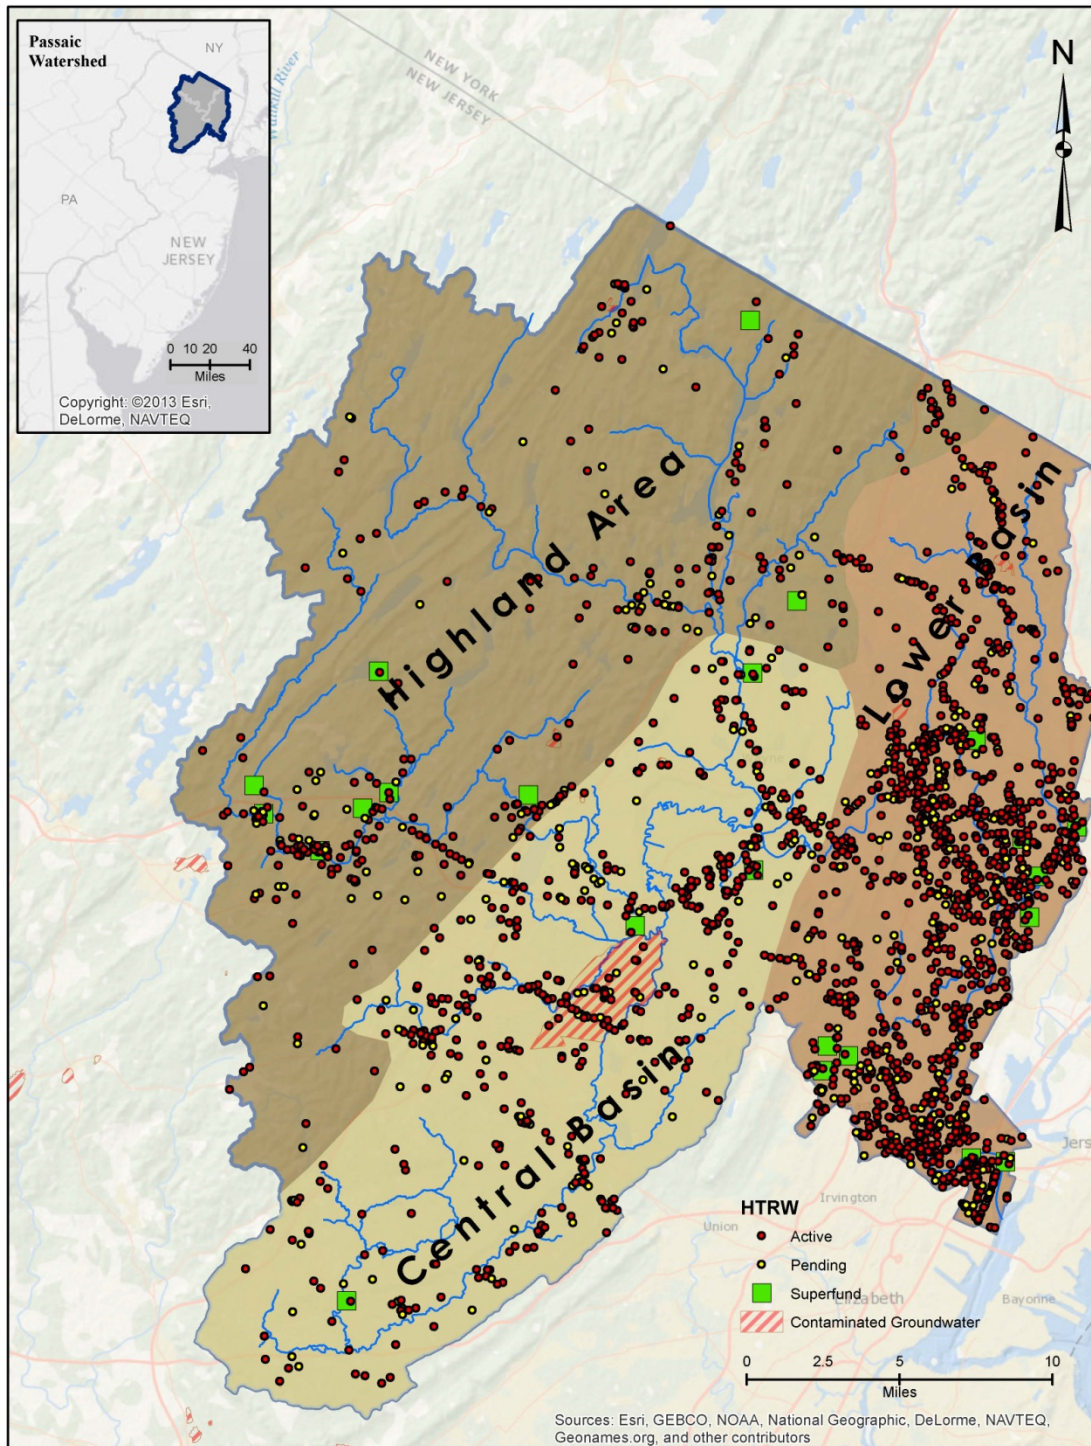 Passaic
Watershed
NY
PA
NEW
JERSEY
0 10 20 40
Miles
Copyright: ©2013 Esri,
DeLorme, NAVTEQ
Wallkill River
NEW YORK
NEW JERSEY
N
Highland Area
Lower Basin
Central Basin
Irvington
Union
Elizabeth
Bayonne
HTRW
Active
Pending
Superfund
Contaminated Groundwater
0 2.5 5 10
Miles
Sources: Esri, GEBCO, NOAA, National Geographic, DeLorme, NAVTEQ,
Geonames.org, and other contributors